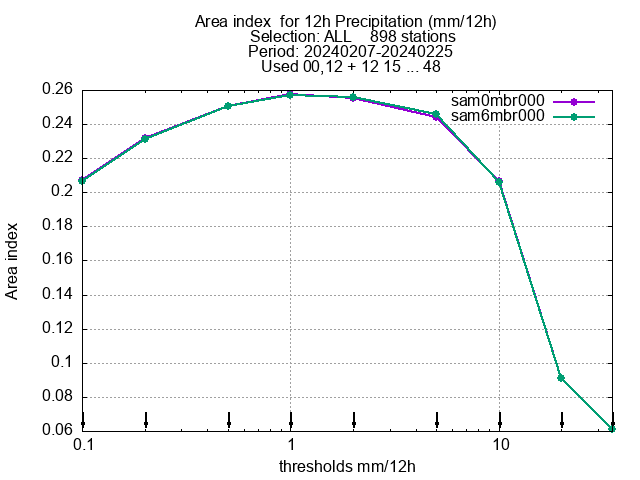 Area index  for 12h Precipitation (mm/12h)
Selection: ALL    898 stations
Period: 20240207-20240225
Used 00,12 + 12 15 ... 48
sam0mbr000
sam6mbr000
0.26
0.24
0.22
0.2
0.18
0.16
0.14
0.12
0.1
0.08
0.06
Area index
0.1 1 10
thresholds mm/12h